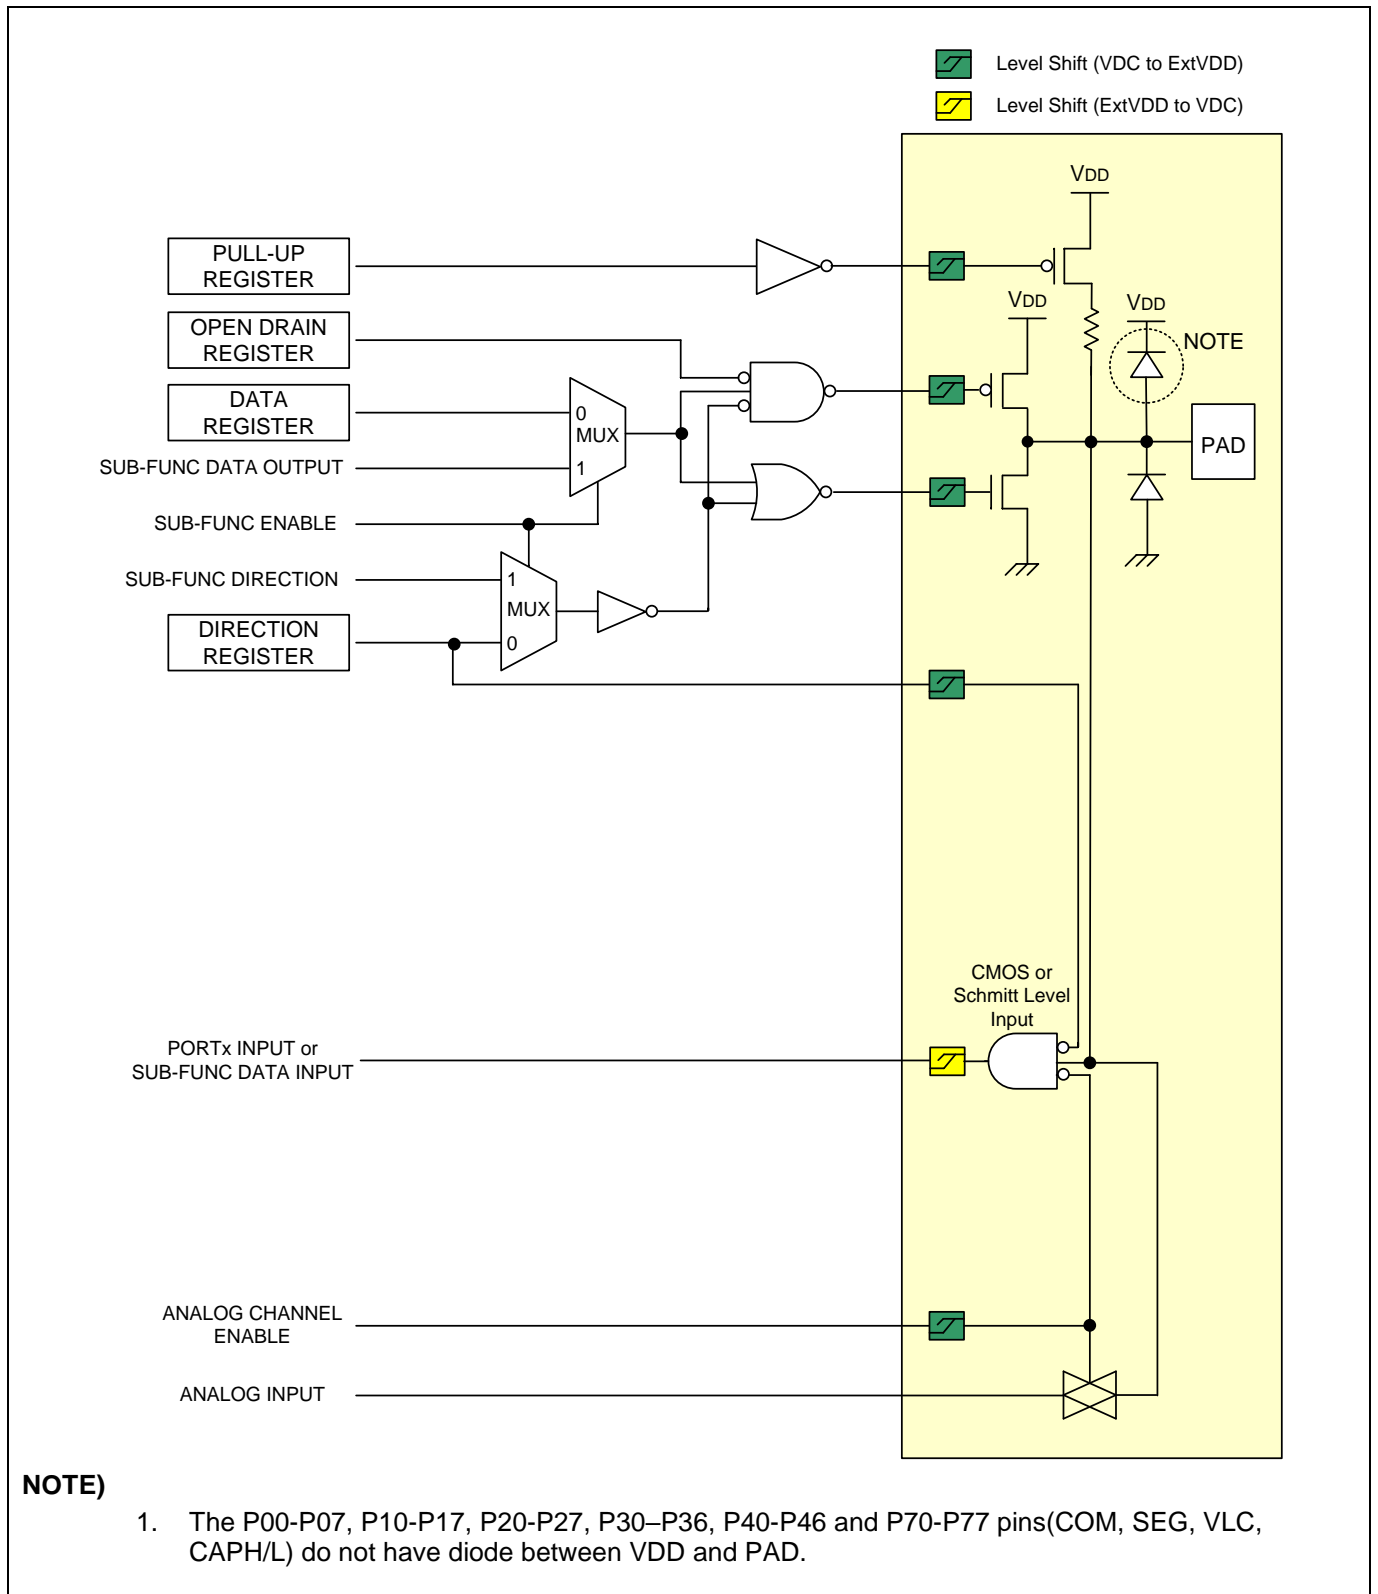 Level Shift (VDC to ExtVDD)
Level Shift (ExtVDD to VDC)
VDD
PULL-UP
REGISTER
VDD
VDD
OPEN DRAIN
REGISTER
NOTE
DATA
REGISTER
0
MUX
1
PAD
SUB-FUNC DATA OUTPUT
SUB-FUNC ENABLE
SUB-FUNC DIRECTION
1
MUX
0
DIRECTION
REGISTER
CMOS or
Schmitt Level
Input
PORTx INPUT or
SUB-FUNC DATA INPUT
ANALOG CHANNEL
ENABLE
ANALOG INPUT
NOTE)
1. The P00-P07, P10-P17, P20-P27, P30–P36, P40-P46 and P70-P77 pins(COM, SEG, VLC,
CAPH/L) do not have diode between VDD and PAD.